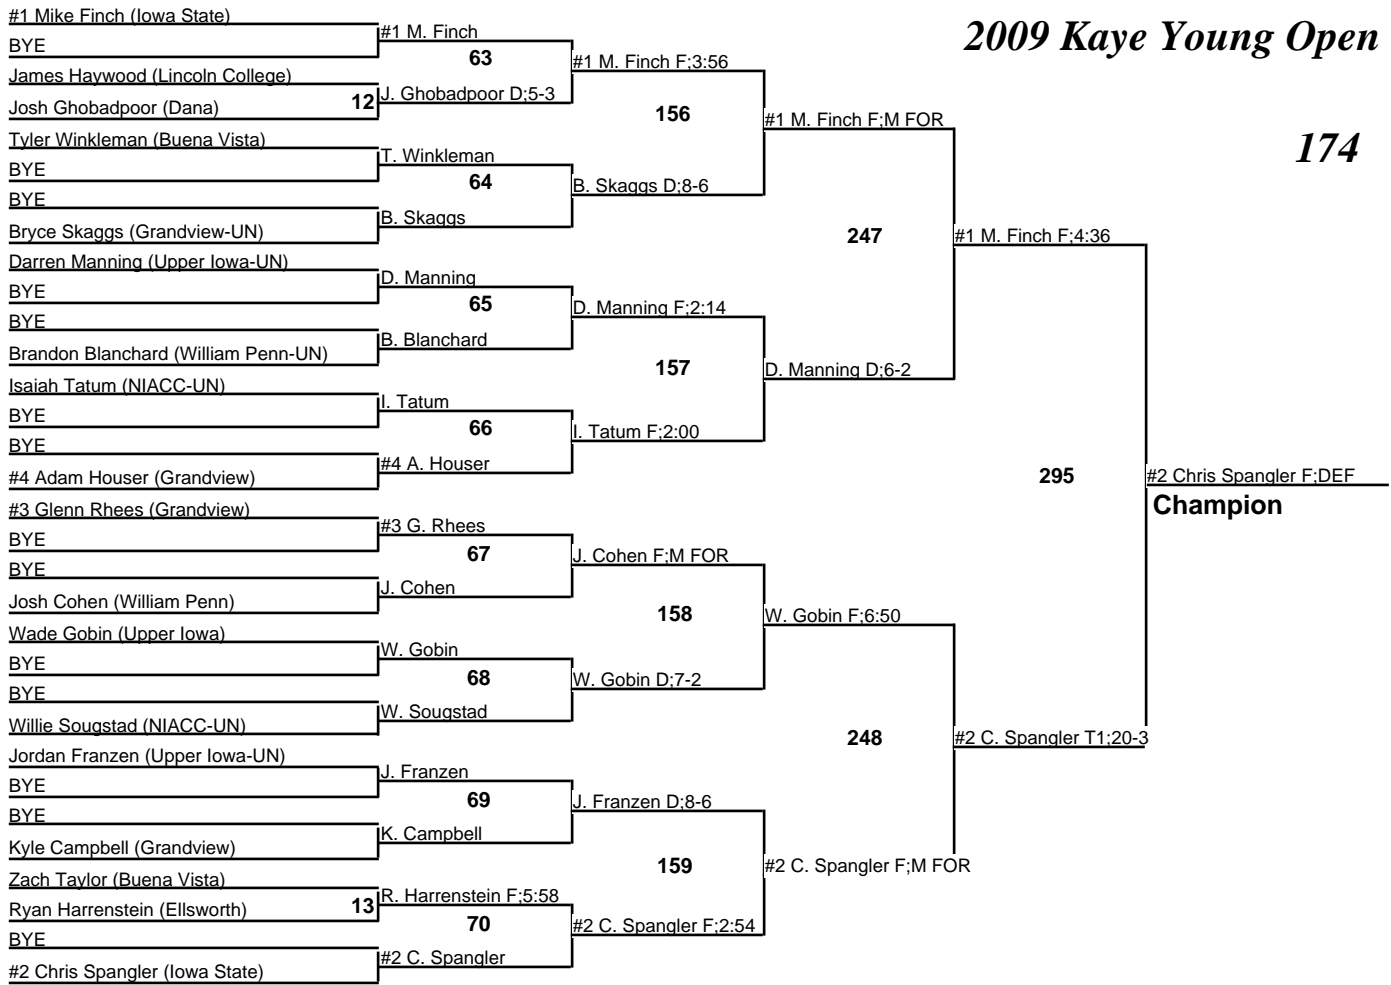 2009 Kaye Young Open
174
#1 Mike Finch (Iowa State)
BYE
James Haywood (Lincoln College)
Josh Ghobadpoor (Dana)
Tyler Winkleman (Buena Vista)
BYE
BYE
Bryce Skaggs (Grandview-UN)
Darren Manning (Upper Iowa-UN)
BYE
BYE
Brandon Blanchard (William Penn-UN)
Isaiah Tatum (NIACC-UN)
BYE
BYE
#4 Adam Houser (Grandview)
#3 Glenn Rhees (Grandview)
BYE
BYE
Josh Cohen (William Penn)
Wade Gobin (Upper Iowa)
BYE
BYE
Willie Sougstad (NIACC-UN)
Jordan Franzen (Upper Iowa-UN)
BYE
BYE
Kyle Campbell (Grandview)
Zach Taylor (Buena Vista)
Ryan Harrenstein (Ellsworth)
BYE
#2 Chris Spangler (Iowa State)
12
13
#1 M. Finch
63
J. Ghobadpoor D;5-3
T. Winkleman
64
B. Skaggs
D. Manning
65
B. Blanchard
I. Tatum
66
#4 A. Houser
#3 G. Rhees
67
J. Cohen
W. Gobin
68
W. Sougstad
J. Franzen
69
K. Campbell
R. Harrenstein F;5:58
70
#2 C. Spangler
#1 M. Finch F;3:56
156
B. Skaggs D;8-6
D. Manning F;2:14
157
I. Tatum F;2:00
J. Cohen F;M FOR
158
W. Gobin D;7-2
J. Franzen D;8-6
159
#2 C. Spangler F;2:54
#1 M. Finch F;M FOR
247
D. Manning D;6-2
W. Gobin F;6:50
248
#2 C. Spangler F;M FOR
#1 M. Finch F;4:36
295
#2 C. Spangler T1;20-3
#2 Chris Spangler F;DEF
Champion